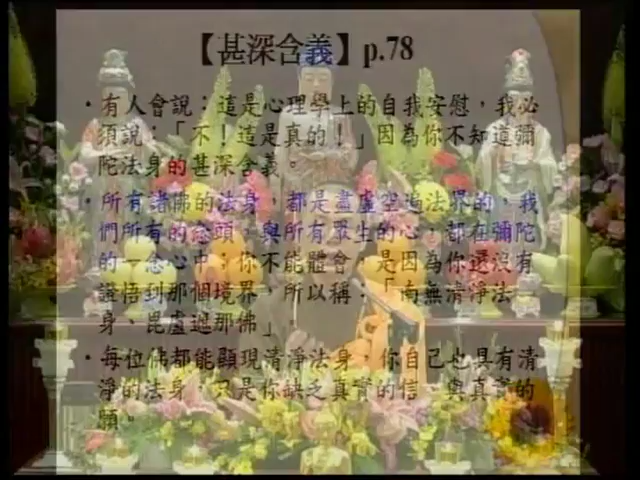 【甚深含義】p.78
・有人會說：這是心理學上的自我安慰，我必
須說：「不！這是真的！」因為你不知道彌
陀法身的甚深含義。
・所有諸佛的法身，都是盡虛空遍法界的，我
們所有的念頭，與所有眾生的心，都在彌陀
的一念心中；你不能體會，是因為你還沒有
證悟到那個境界，所以稱：「南無清淨法
身、毘盧遮那佛」。
・每位佛都能顯現清淨法身，你自己也具有清
淨的法身，只是你缺乏真實的信，與真實的
願。